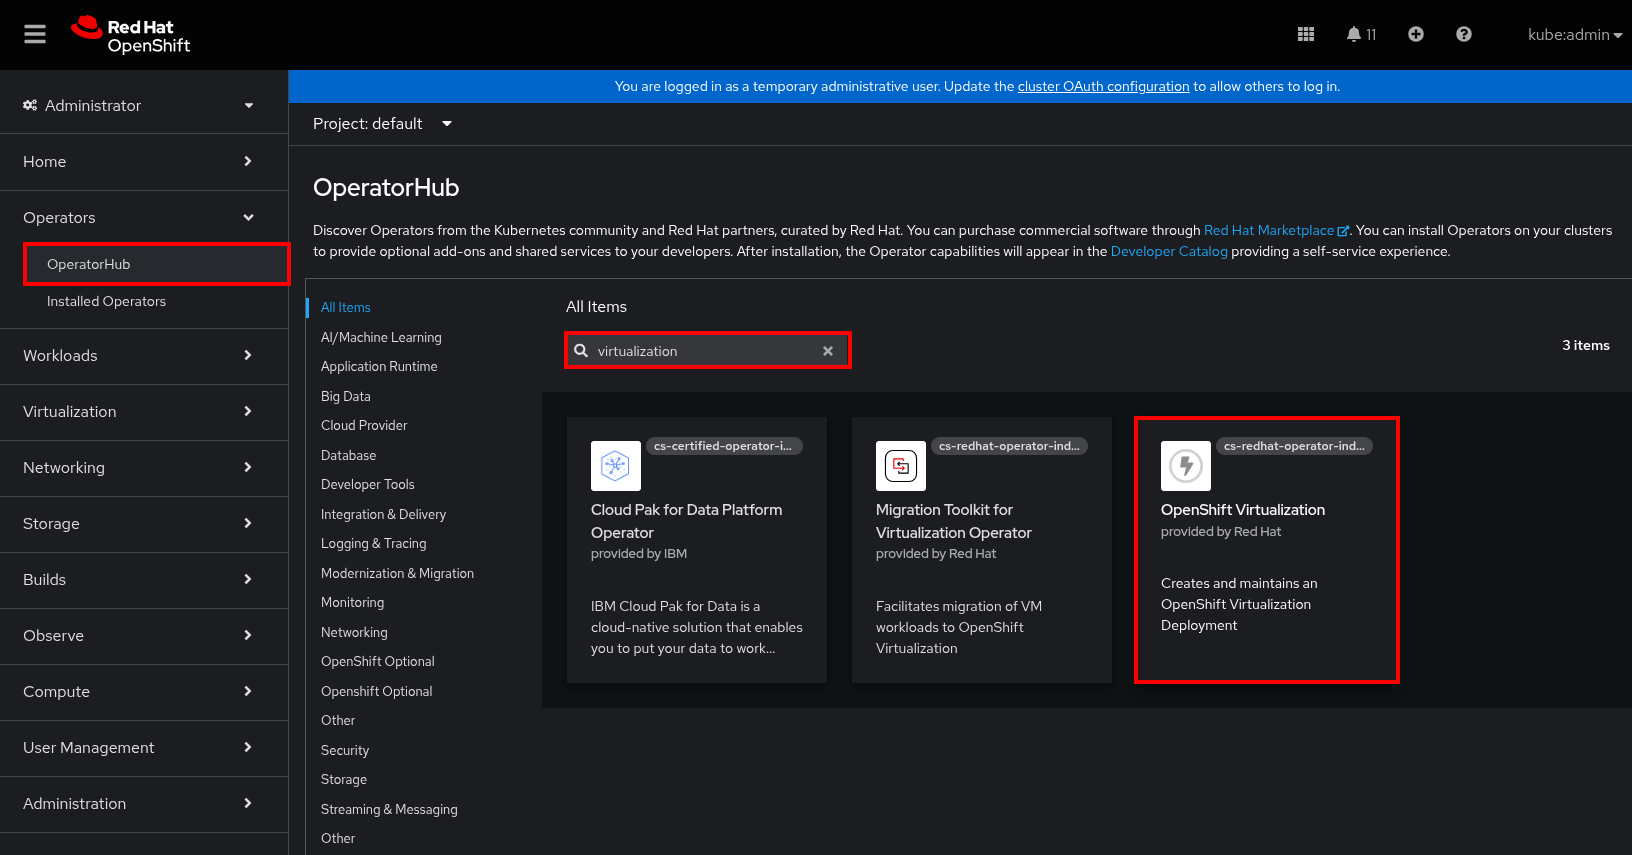 Red Hat
OpenShift
11
kube:admin
Administrator
Home
Operators
OperatorHub
Installed Operators
Workloads
Virtualization
Networking
Storage
Builds
Observe
Compute
User Management
Administration
You are logged in as a temporary administrative user. Update the cluster OAuth configuration to allow others to log in.
Project: default
OperatorHub
Discover Operators from the Kubernetes community and Red Hat partners, curated by Red Hat. You can purchase commercial software through Red Hat Marketplace. You can install Operators on your clusters
to provide optional add-ons and shared services to your developers. After installation, the Operator capabilities will appear in the Developer Catalog providing a self-service experience.
All Items
AI/Machine Learning
Application Runtime
Big Data
Cloud Provider
Database
Developer Tools
Integration & Delivery
Logging & Tracing
Modernization & Migration
Monitoring
Networking
OpenShift Optional
Openshift Optional
Other
Security
Storage
Streaming & Messaging
Other
All Items
virtualization
3 items
cs-certified-operator-i...
Cloud Pak for Data Platform
Operator
provided by IBM
IBM Cloud Pak for Data is a
cloud-native solution that enables
you to put your data to work...
cs-redhat-operator-ind...
Migration Toolkit for
Virtualization Operator
provided by Red Hat
Facilitates migration of VM
workloads to OpenShift
Virtualization
cs-redhat-operator-ind...
OpenShift Virtualization
provided by Red Hat
Creates and maintains an
OpenShift Virtualization
Deployment